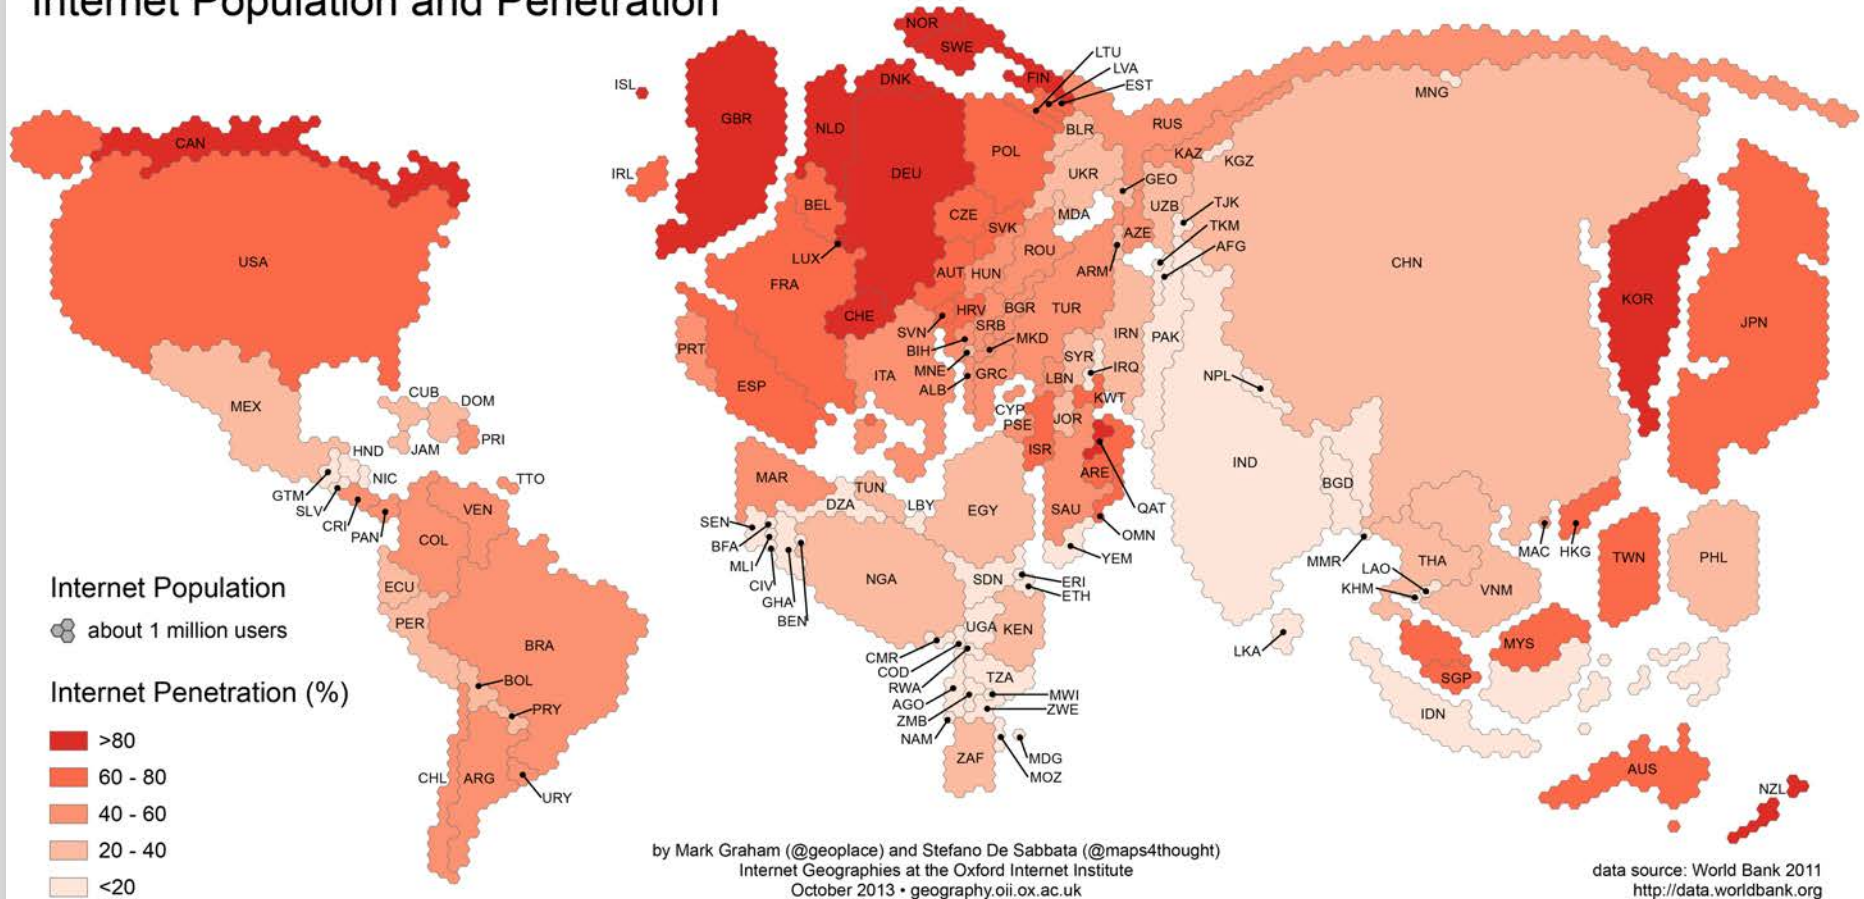 Internet Population and Penetration
NOR
SWE
LTU
LVA
EST
FIN
DNK
ISL
MNG
GBR
NLD
RUS
BLR
CAN
POL
KAZ
KGZ
IRL
DEU
UKR
GEO
BEL
CZE
MDA
UZB
TJK
SVK
AZE
TKM
LUX
ROU
AFG
USA
FRA
AUT
HUN
ARM
CHN
CHE
HRV
BGR
TUR
KOR
SVN
SRB
JPN
PRT
BIH
MKD
IRN
PAK
MNE
SYR
IRQ
ESP
ITA
ALB
GRC
LBN
NPL
MEX
CUB
DOM
CYP
KWT
PSE
JOR
HND
JAM
PRI
ISR
IND
GTM
NIC
TTO
MAR
TUN
ARE
BGD
SLV
VEN
DZA
LBY
EGY
SAU
QAT
CRI
PAN
COL
SEN
BFA
OMN
MAC
HKG
TWN
PHL
MLI
YEM
MMR
THA
LAO
ECU
CIV
NGA
SDN
ERI
KHM
VNM
Internet Population
GHA
ETH
about 1 million users
PER
BEN
UGA
KEN
BRA
CMR
LKA
MYS
COD
BOL
RWA
TZA
SGP
Internet Penetration (%)
AGO
MWI
PRY
ZMB
ZWE
IDN
>80
NAM
60 - 80
CHL
ARG
ZAF
MDG
AUS
MOZ
NZL
URY
40 - 60
20 - 40
<20
by Mark Graham (@geoplace) and Stefano De Sabbata (@maps4thought)
Internet Geographies at the Oxford Internet Institute
October 2013 • geography.oii.ox.ac.uk
data source: World Bank 2011
http://data.worldbank.org